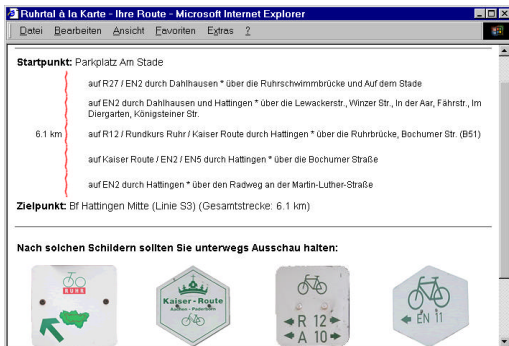 Ruhrtal à la Karte - Ihre Route - Microsoft Internet Explorer
Datei Bearbeiten Ansicht Favoriten Extras ?
Startpunkt: Parkplatz Am Stade
auf R27 / EN2 durch Dahlhausen * über die Ruhrschwimmbrücke und Auf dem Stade
auf EN2 durch Dahlhausen und Hattingen * über die Lewackerstr., Winzer Str., In der Aar, Fährstr., Im
Diergarten, Königsteiner Str.
6.1 km
auf R12 / Rundkurs Ruhr / Kaiser Route durch Hattingen * über die Ruhrbrücke, Bochumer Str. (B51)
auf Kaiser Route / EN2 / EN5 durch Hattingen * über die Bochumer Straße
auf EN2 durch Hattingen * über den Radweg an der Martin-Luther-Straße
Zielpunkt: Bf Hattingen Mitte (Linie S3) (Gesamtstrecke: 6.1 km)
Nach solchen Schildern sollten Sie unterwegs Ausschau halten:
RUHR
Kaiser-Route
Aachen - Paderborn
R 12
A 10
EN 11